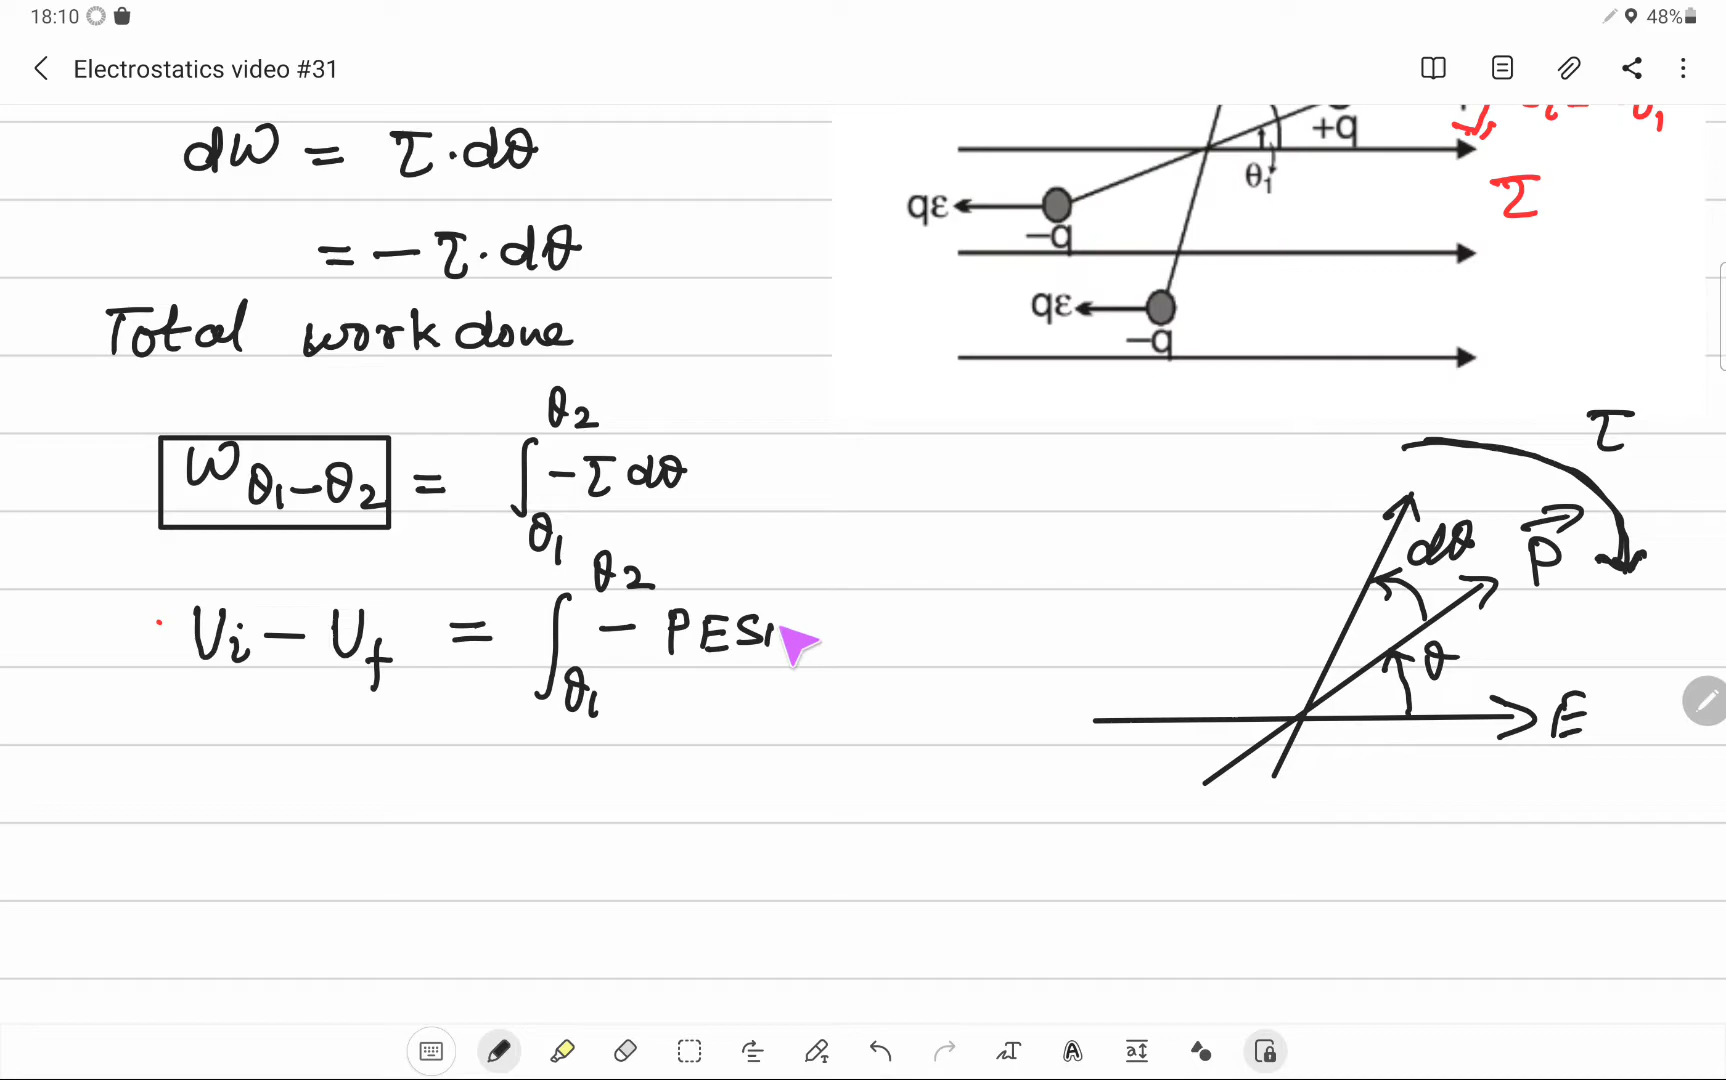 18:10
48%
Electrostatics video #31
dW = τ · dθ
= − τ · dθ
Total work done
W θ1–θ2 = ∫ θ1 θ2 − τ dθ
Ui − Uf = ∫ θ1 θ2 − PESI
+q
θ1
qε
−q
qε
−q
τ
τ
dθ
P
θ
E